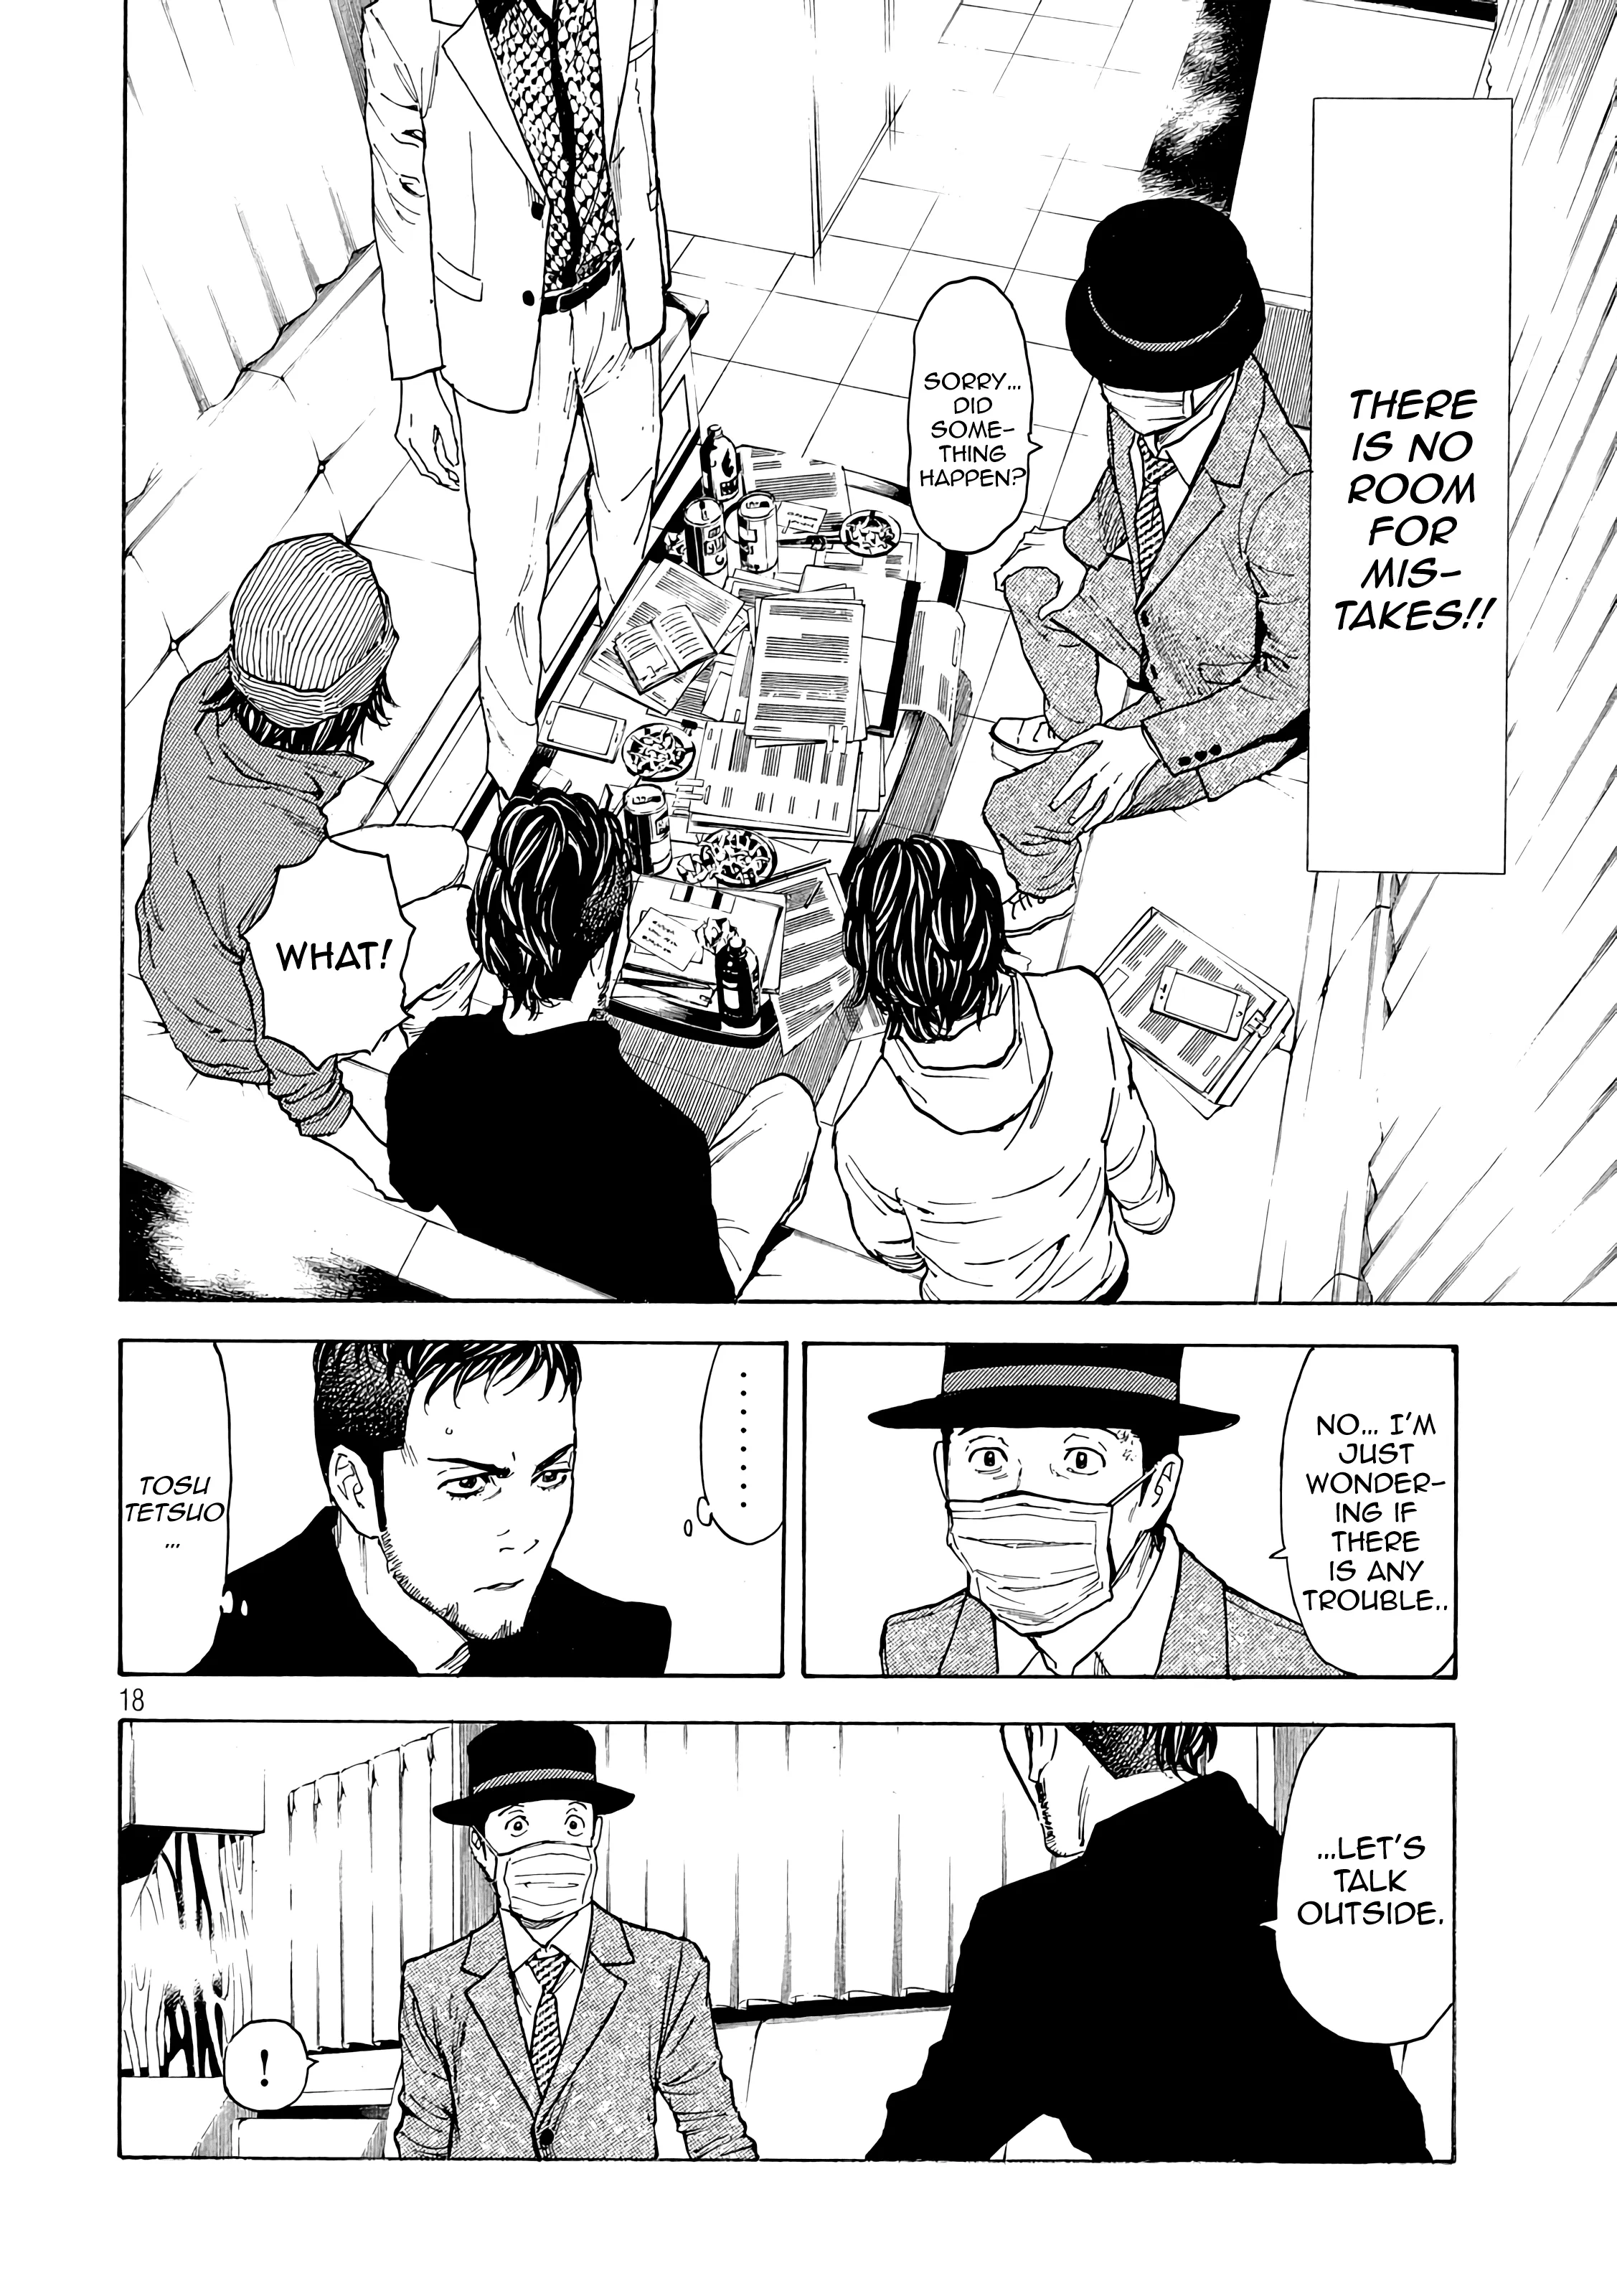 THERE
IS NO
ROOM
FOR
MIS-
TAKES!!
SORRY...
DID
SOME-
THING
HAPPEN?
WHAT!
NO... I'M
JUST
WONDER-
ING IF
THERE
IS ANY
TROUBLE..
.........
TOSU
TETSUO
...
18
...LET'S
TALK
OUTSIDE.
!